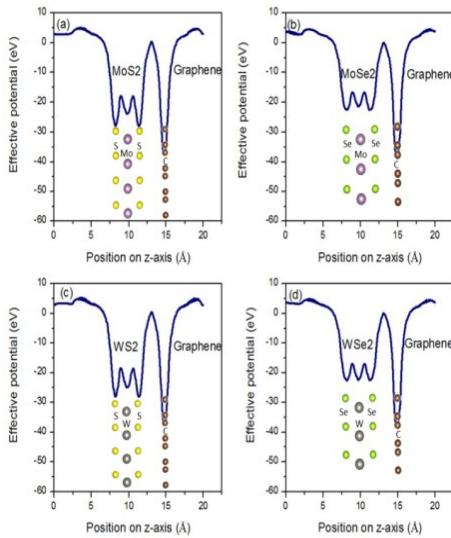 (a)
Effective potential (eV)
10
0
-10
-20
-30
-40
-50
-60
MoS2
Graphene
S
S
Mo
C
0
5
10
15
20
Position on z-axis (Å)
(b)
Effective potential (eV)
10
0
-10
-20
-30
-40
-50
-60
MoSe2
Graphene
Se
Se
Mo
C
0
5
10
15
20
Position on z-axis (Å)
(c)
Effective potential (eV)
10
0
-10
-20
-30
-40
-50
-60
WS2
Graphene
S
S
W
C
0
5
10
15
20
Position on z-axis (Å)
(d)
Effective potential (eV)
10
0
-10
-20
-30
-40
-50
-60
WSe2
Graphene
Se
Se
W
C
0
5
10
15
20
Position on z-axis (Å)